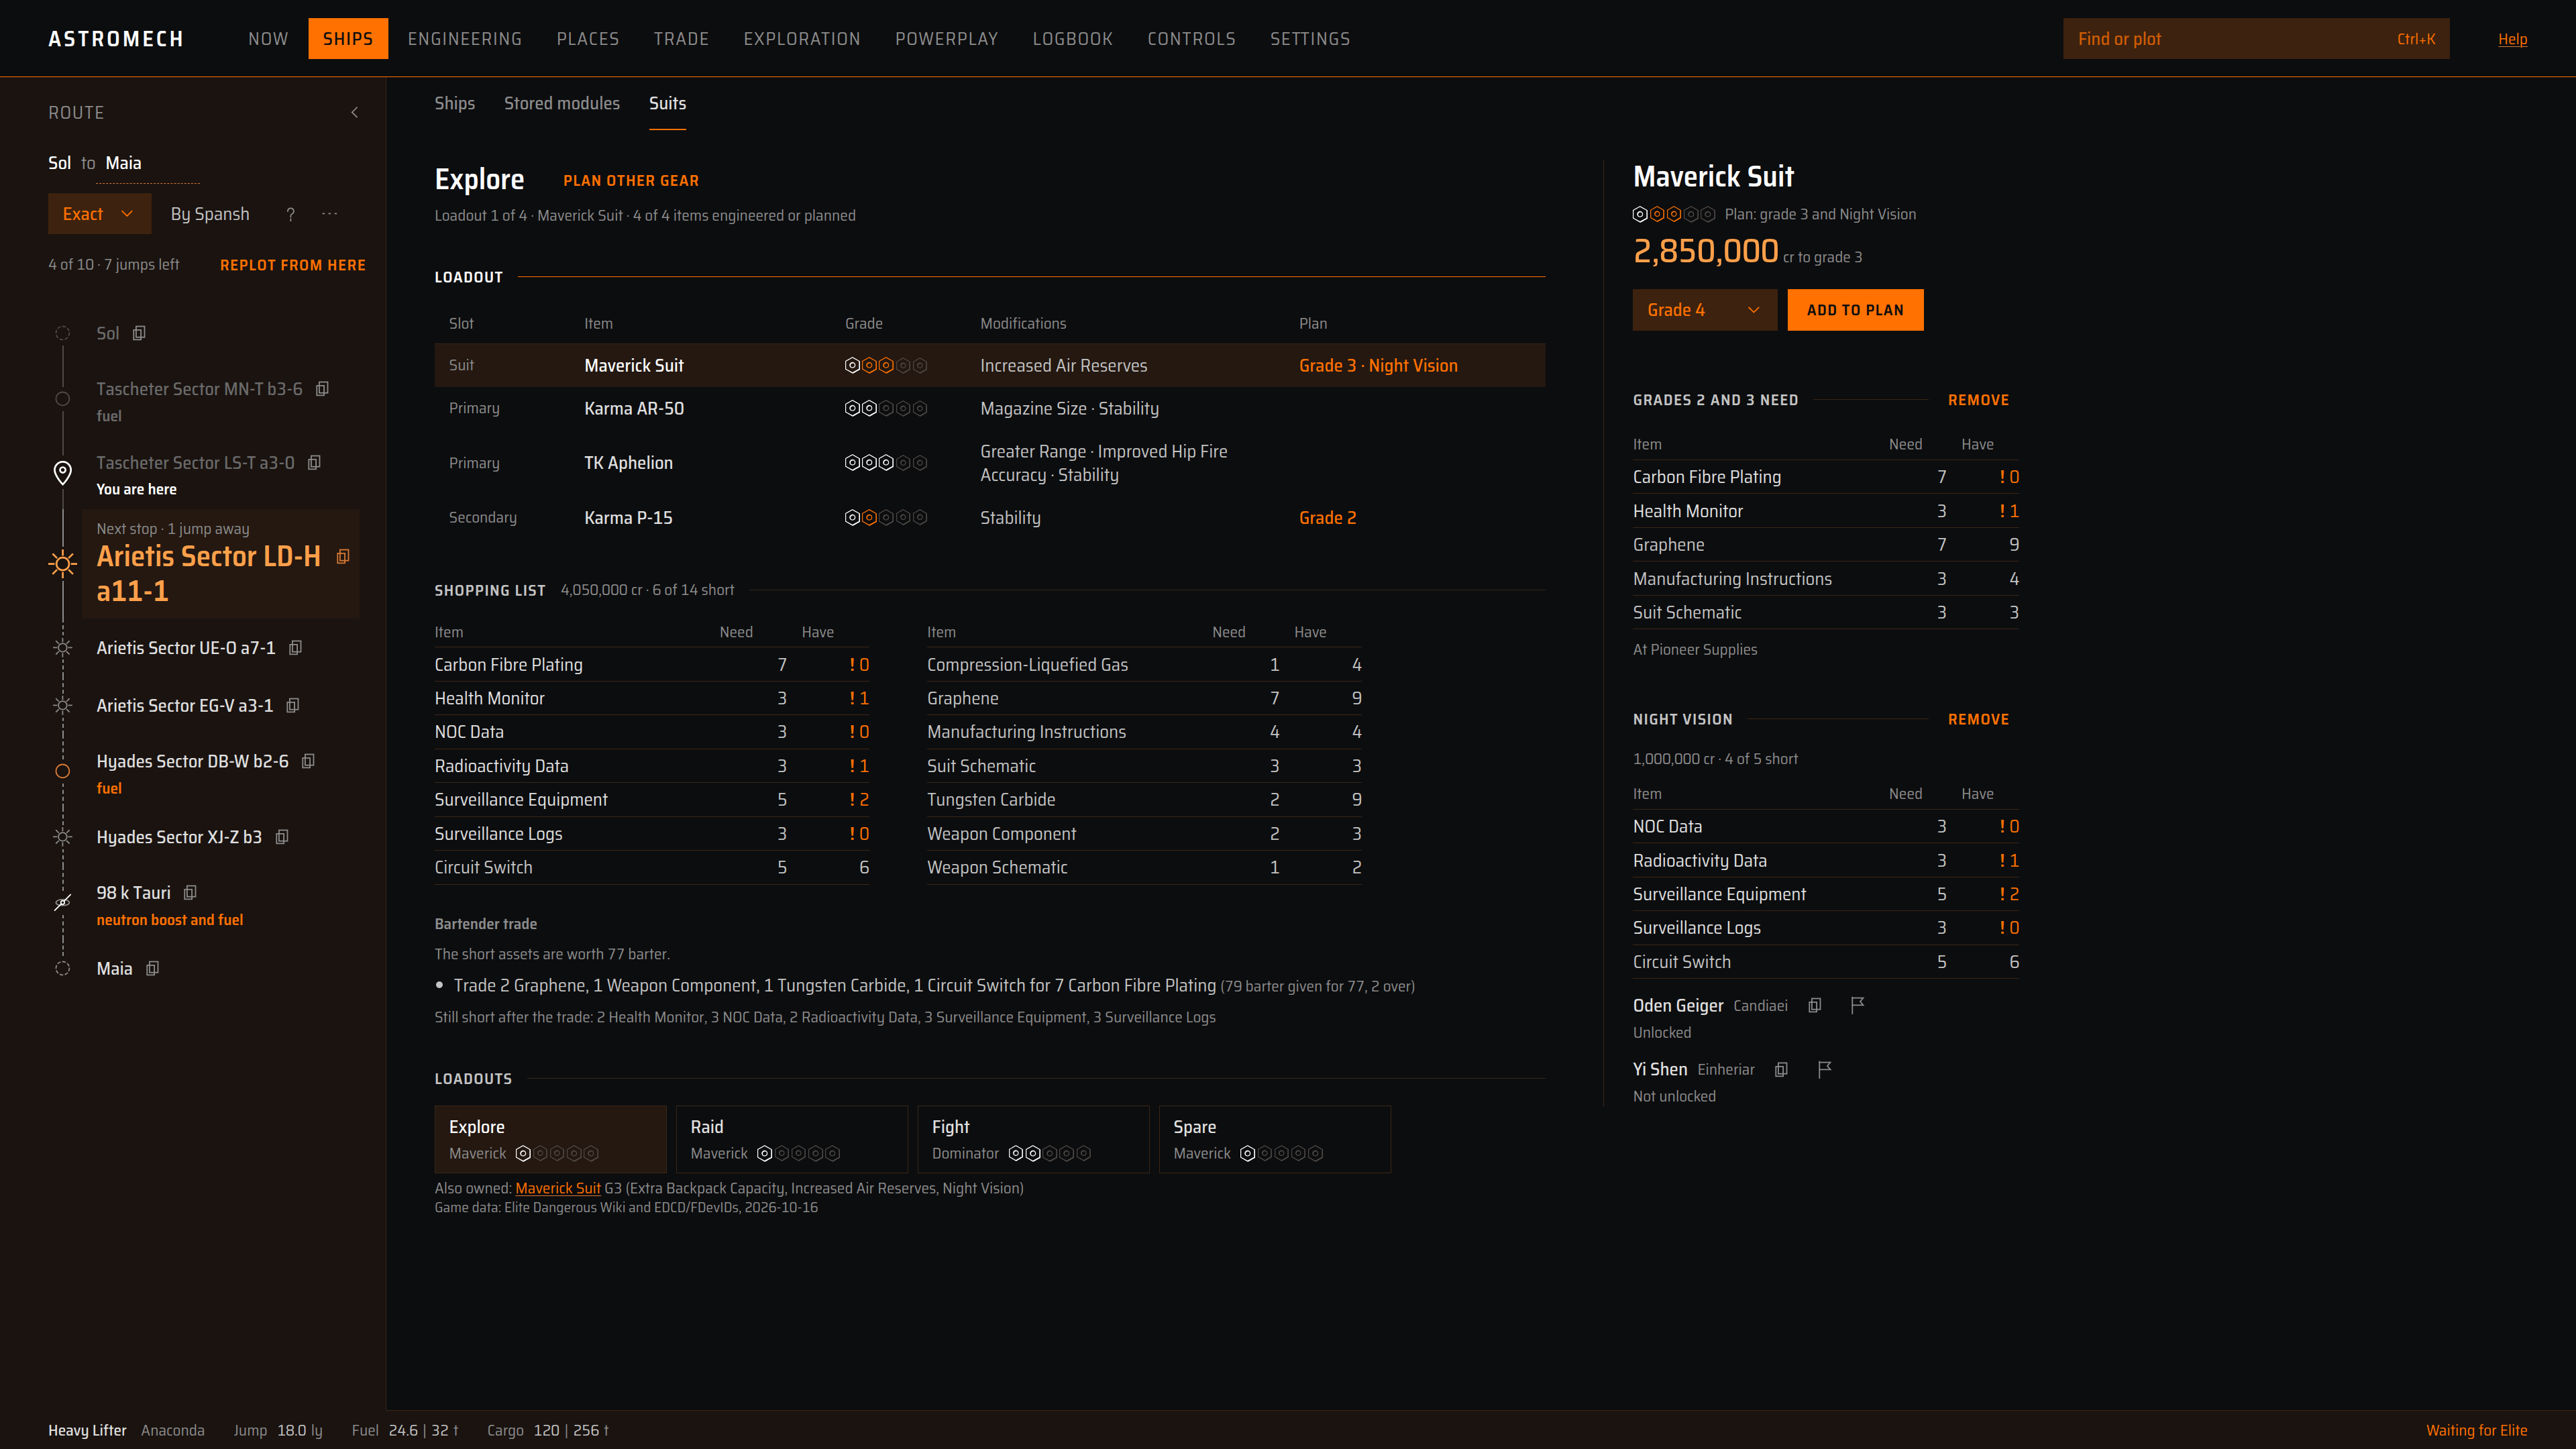 ASTROMECH NOW SHIPS ENGINEERING PLACES TRADE EXPLORATION POWERPLAY LOGBOOK CONTROLS SETTINGS Find or plot Ctrl+K Help
ROUTE
Sol to Maia
Exact By Spansh ? ···
4 of 10 · 7 jumps left REPLOT FROM HERE
Sol
Tascheter Sector MN-T b3-6
fuel
Tascheter Sector LS-T a3-0
You are here
Next stop · 1 jump away
Arietis Sector LD-H
a11-1
Arietis Sector UE-O a7-1
Arietis Sector EG-V a3-1
Hyades Sector DB-W b2-6
fuel
Hyades Sector XJ-Z b3
98 k Tauri
neutron boost and fuel
Maia
Ships Stored modules Suits
Explore PLAN OTHER GEAR
Loadout 1 of 4 · Maverick Suit · 4 of 4 items engineered or planned
LOADOUT
Slot Item Grade Modifications Plan
Suit Maverick Suit Increased Air Reserves Grade 3 · Night Vision
Primary Karma AR-50 Magazine Size · Stability
Primary TK Aphelion Greater Range · Improved Hip Fire
Accuracy · Stability
Secondary Karma P-15 Stability Grade 2
SHOPPING LIST 4,050,000 cr · 6 of 14 short
Item Need Have Item Need Have
Carbon Fibre Plating 7 ! 0 Compression-Liquefied Gas 1 4
Health Monitor 3 ! 1 Graphene 7 9
NOC Data 3 ! 0 Manufacturing Instructions 4 4
Radioactivity Data 3 ! 1 Suit Schematic 3 3
Surveillance Equipment 5 ! 2 Tungsten Carbide 2 9
Surveillance Logs 3 ! 0 Weapon Component 2 3
Circuit Switch 5 6 Weapon Schematic 1 2
Bartender trade
The short assets are worth 77 barter.
• Trade 2 Graphene, 1 Weapon Component, 1 Tungsten Carbide, 1 Circuit Switch for 7 Carbon Fibre Plating (79 barter given for 77, 2 over)
Still short after the trade: 2 Health Monitor, 3 NOC Data, 2 Radioactivity Data, 3 Surveillance Equipment, 3 Surveillance Logs
LOADOUTS
Explore Raid Fight Spare
Maverick Maverick Dominator Maverick
Also owned: Maverick Suit G3 (Extra Backpack Capacity, Increased Air Reserves, Night Vision)
Game data: Elite Dangerous Wiki and EDCD/FDevIDs, 2026-10-16
Maverick Suit
Plan: grade 3 and Night Vision
2,850,000 cr to grade 3
Grade 4 ADD TO PLAN
GRADES 2 AND 3 NEED REMOVE
Item Need Have
Carbon Fibre Plating 7 ! 0
Health Monitor 3 ! 1
Graphene 7 9
Manufacturing Instructions 3 4
Suit Schematic 3 3
At Pioneer Supplies
NIGHT VISION REMOVE
1,000,000 cr · 4 of 5 short
Item Need Have
NOC Data 3 ! 0
Radioactivity Data 3 ! 1
Surveillance Equipment 5 ! 2
Surveillance Logs 3 ! 0
Circuit Switch 5 6
Oden Geiger Candiaei
Unlocked
Yi Shen Einheriar
Not unlocked
Heavy Lifter Anaconda Jump 18.0 ly Fuel 24.6 | 32 t Cargo 120 | 256 t Waiting for Elite